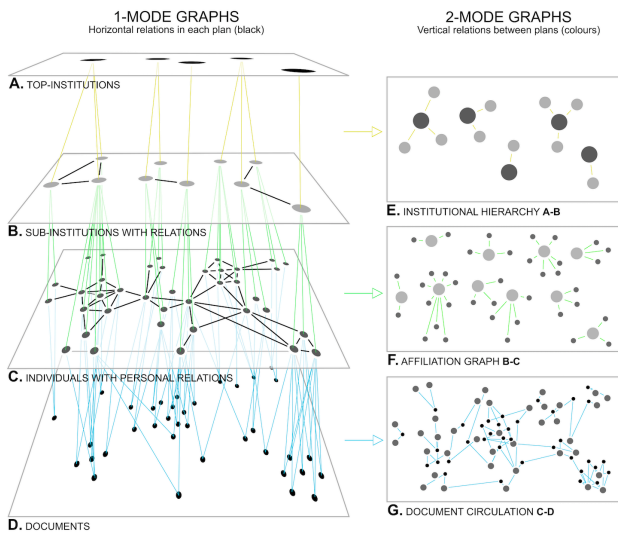 1-MODE GRAPHS
Horizontal relations in each plan (black)
2-MODE GRAPHS
Vertical relations between plans (colours)
A. TOP-INSTITUTIONS
B. SUB-INSTITUTIONS WITH RELATIONS
C. INDIVIDUALS WITH PERSONAL RELATIONS
D. DOCUMENTS
E. INSTITUTIONAL HIERARCHY A-B
F. AFFILIATION GRAPH B-C
G. DOCUMENT CIRCULATION C-D